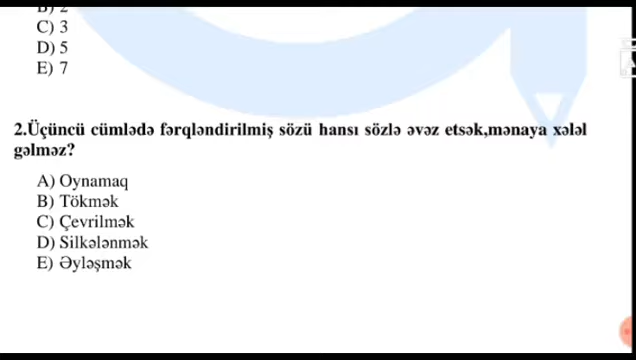 B) 2
C) 3
D) 5
E) 7
2.Üçüncü cümlədə fərqləndirilmiş sözü hansı sözlə əvəz etsək,mənaya xələl
gəlməz?
A) Oynamaq
B) Tökmək
C) Çevrilmək
D) Silkələnmək
E) Əyləşmək